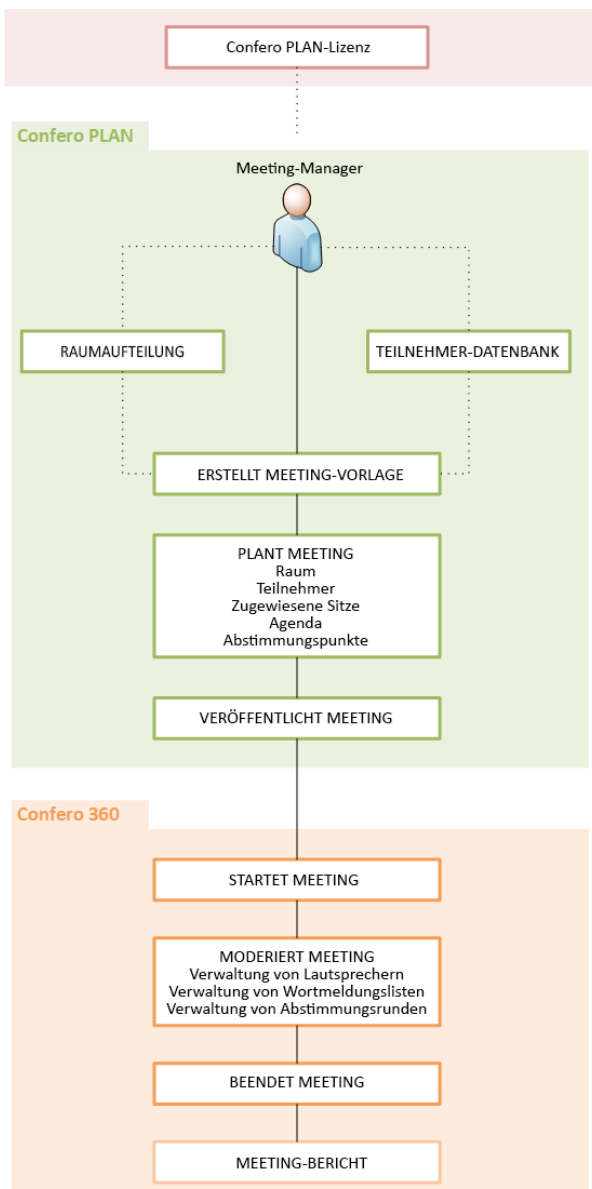 Confero PLAN-Lizenz
Confero PLAN
Meeting-Manager
RAUMAUFTEILUNG
TEILNEHMER-DATENBANK
ERSTELLT MEETING-VORLAGE
PLANT MEETING
Raum
Teilnehmer
Zugewiesene Sitze
Agenda
Abstimmungspunkte
VERÖFFENTLICHT MEETING
Confero 360
STARTET MEETING
MODERIERT MEETING
Verwaltung von Lautsprechern
Verwaltung von Wortmeldungslisten
Verwaltung von Abstimmungsrunden
BEENDET MEETING
MEETING-BERICHT